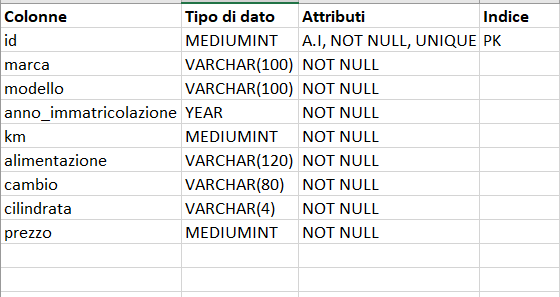 Colonne Tipo di dato Attributi Indice
id MEDIUMINT A.I, NOT NULL, UNIQUE PK
marca VARCHAR(100) NOT NULL
modello VARCHAR(100) NOT NULL
anno_immatricolazione YEAR NOT NULL
km MEDIUMINT NOT NULL
alimentazione VARCHAR(120) NOT NULL
cambio VARCHAR(80) NOT NULL
cilindrata VARCHAR(4) NOT NULL
prezzo MEDIUMINT NOT NULL